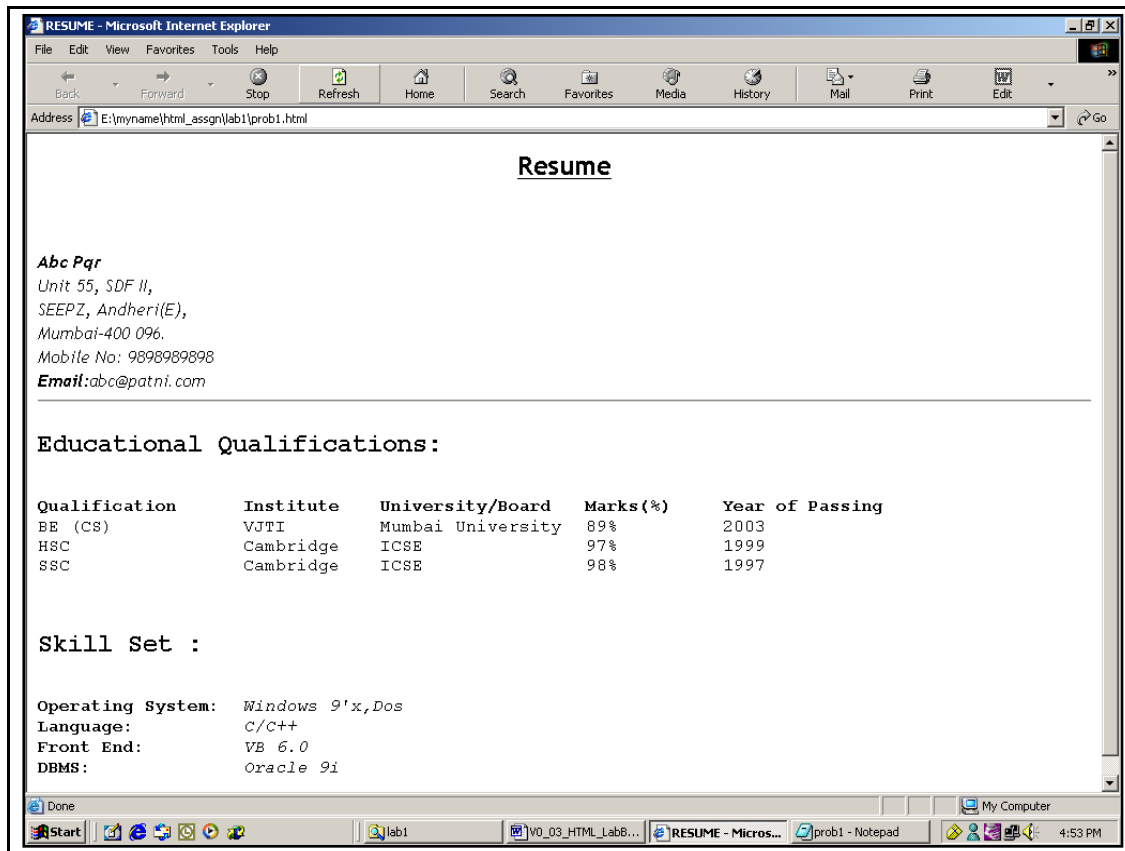 RESUME - Microsoft Internet Explorer
File Edit View Favorites Tools Help
Back Forward Stop Refresh Home Search Favorites Media History Mail Print Edit
Address E:\myname\html_assgn\lab1\prob1.html Go
Resume
Abc Pqr
Unit 55, SDF II,
SEEPZ, Andheri(E),
Mumbai-400 096.
Mobile No: 9898989898
Email:abc@patni.com
Educational Qualifications:
Qualification Institute University/Board Marks(%) Year of Passing
BE (CS) VJTI Mumbai University 89% 2003
HSC Cambridge ICSE 97% 1999
SSC Cambridge ICSE 98% 1997
Skill Set :
Operating System: Windows 9'x,Dos
Language: C/C++
Front End: VB 6.0
DBMS: Oracle 9i
Done My Computer
Start lab1 V0_03_HTML_LabB... RESUME - Micros... prob1 - Notepad 4:53 PM